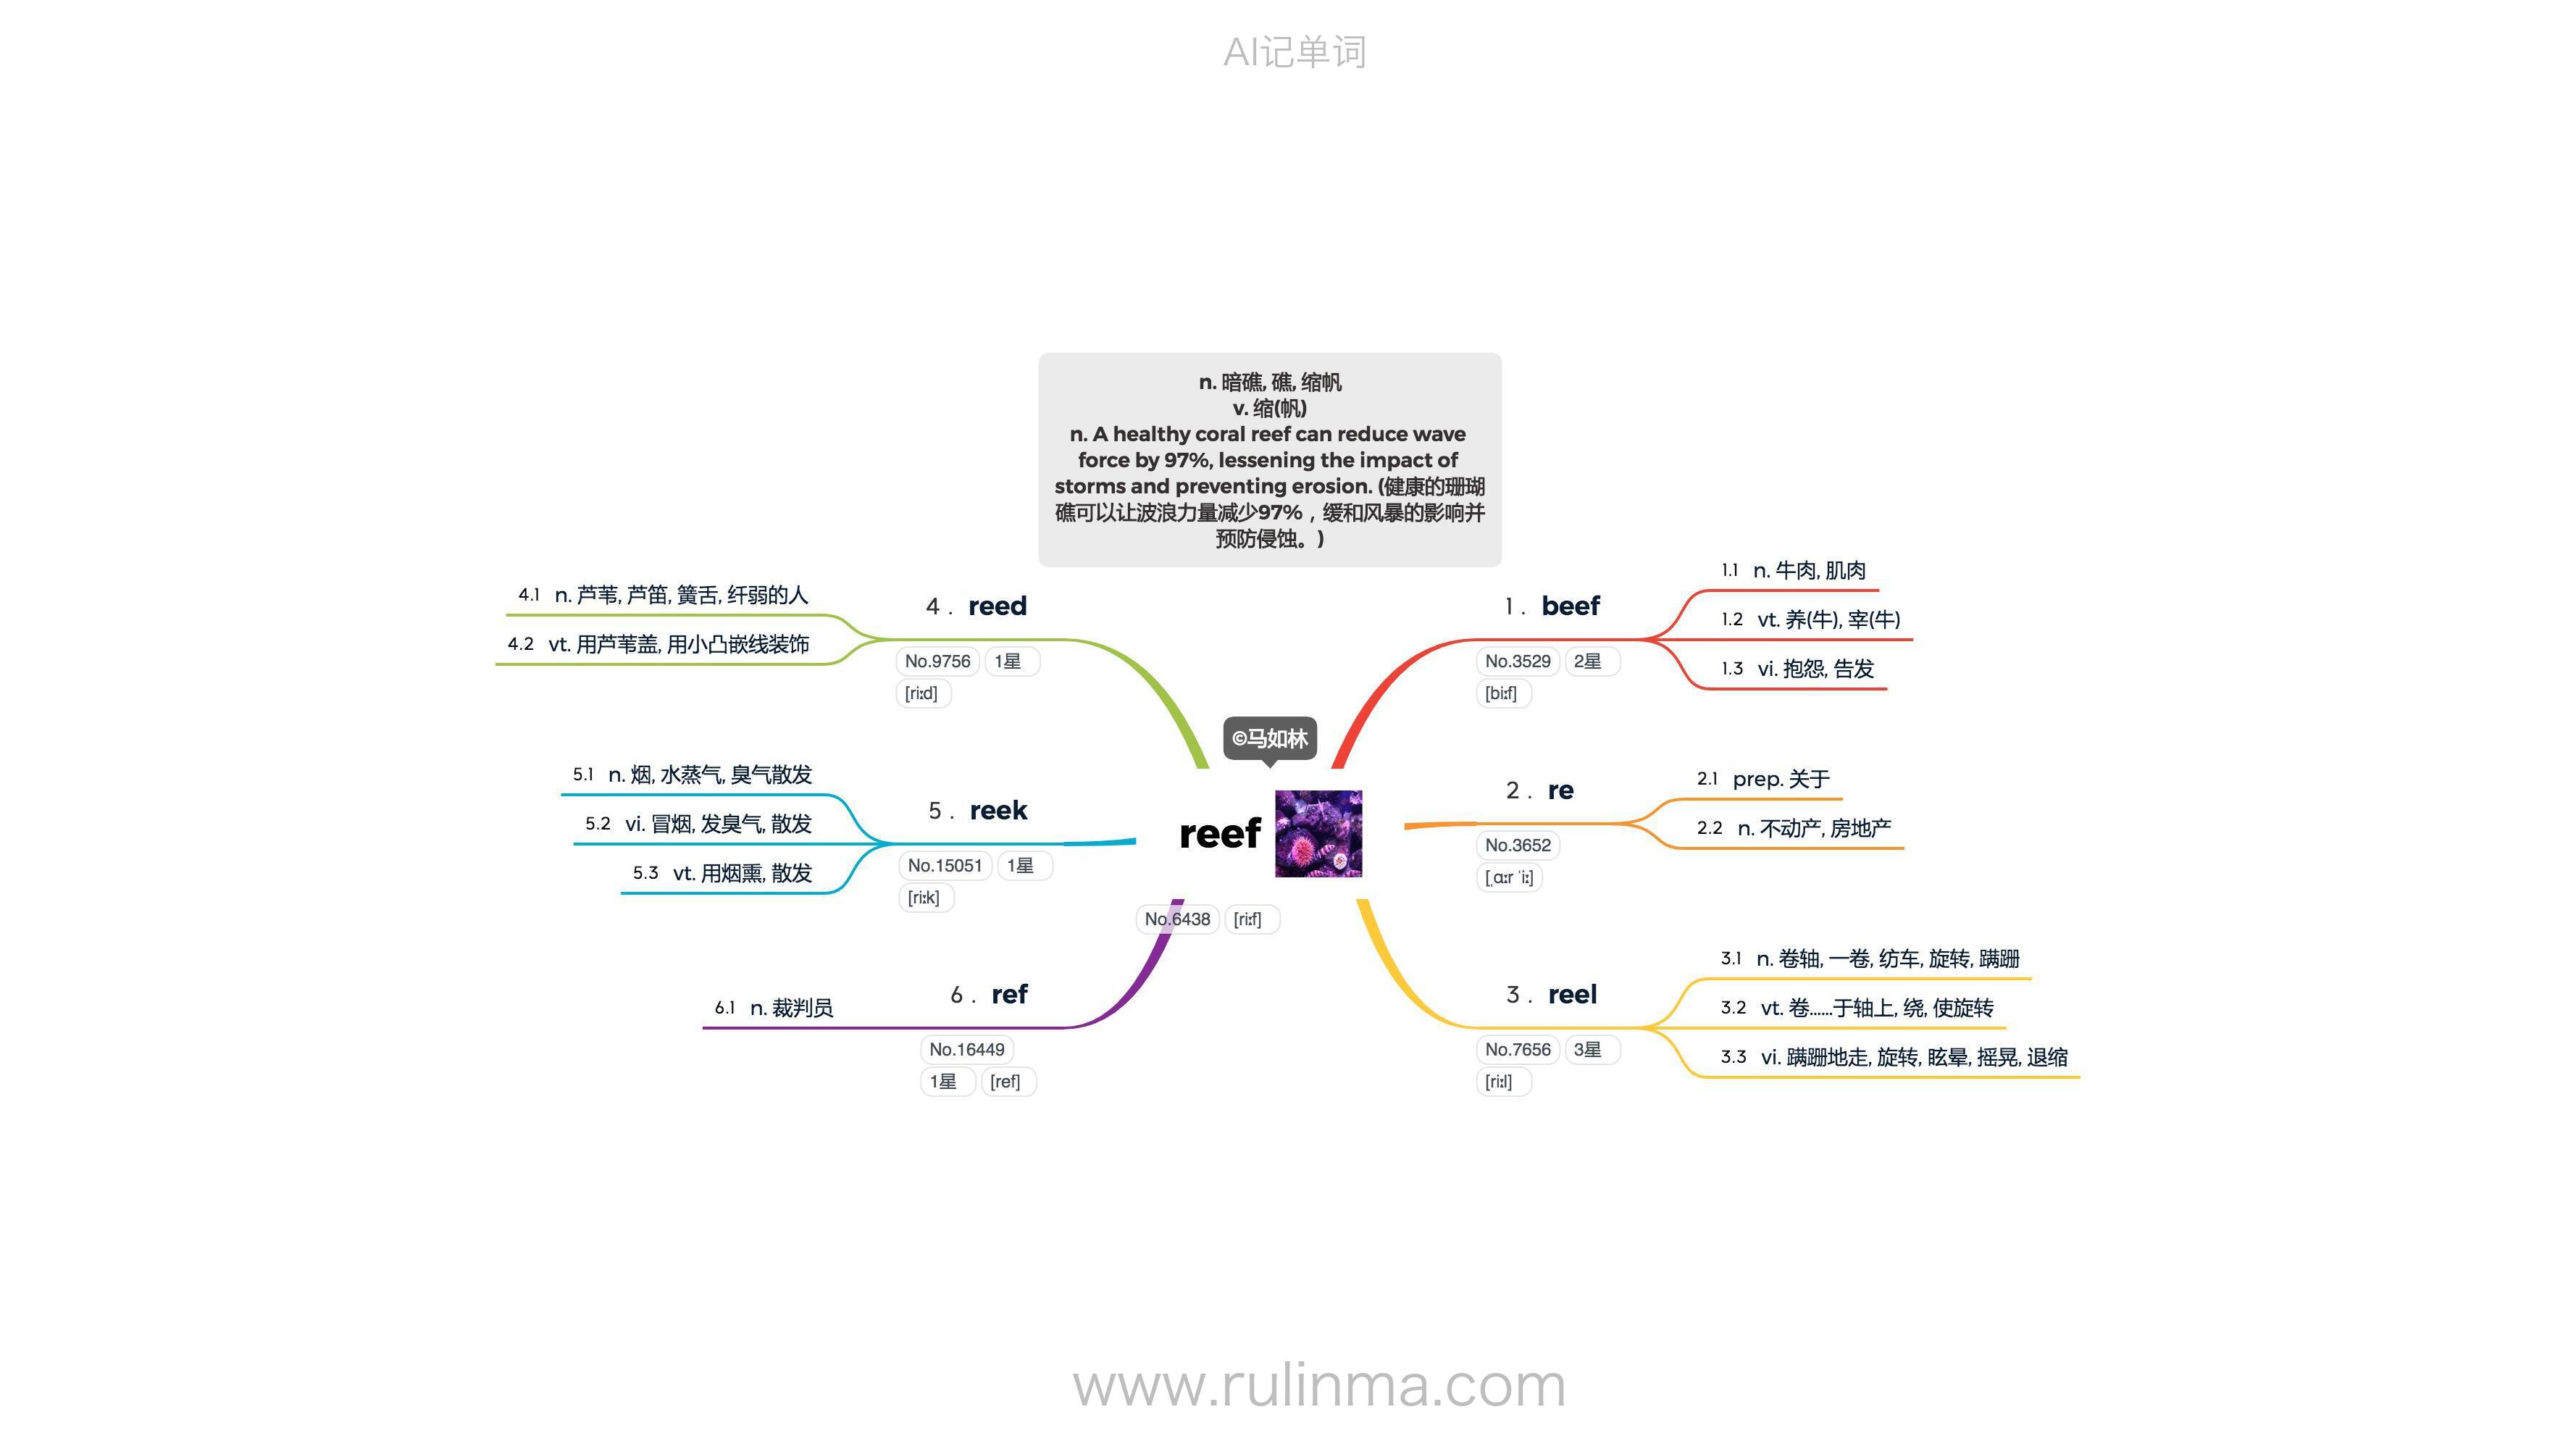 AI记单词
n. 暗礁, 礁, 缩帆
v. 缩(帆)
n. A healthy coral reef can reduce wave
force by 97%, lessening the impact of
storms and preventing erosion. (健康的珊瑚
礁可以让波浪力量减少97%，缓和风暴的影响并
预防侵蚀。)
©马如林
reef
No.6438 [riːf]
1. beef
No.3529 2星
[biːf]
1.1 n. 牛肉, 肌肉
1.2 vt. 养(牛), 宰(牛)
1.3 vi. 抱怨, 告发
2. re
No.3652
[ˌɑːr ˈiː]
2.1 prep. 关于
2.2 n. 不动产, 房地产
3. reel
No.7656 3星
[riːl]
3.1 n. 卷轴, 一卷, 纺车, 旋转, 蹒跚
3.2 vt. 卷……于轴上, 绕, 使旋转
3.3 vi. 蹒跚地走, 旋转, 眩晕, 摇晃, 退缩
4. reed
No.9756 1星
[riːd]
4.1 n. 芦苇, 芦笛, 簧舌, 纤弱的人
4.2 vt. 用芦苇盖, 用小凸嵌线装饰
5. reek
No.15051 1星
[riːk]
5.1 n. 烟, 水蒸气, 臭气散发
5.2 vi. 冒烟, 发臭气, 散发
5.3 vt. 用烟熏, 散发
6. ref
No.16449
1星 [ref]
6.1 n. 裁判员
www.rulinma.com